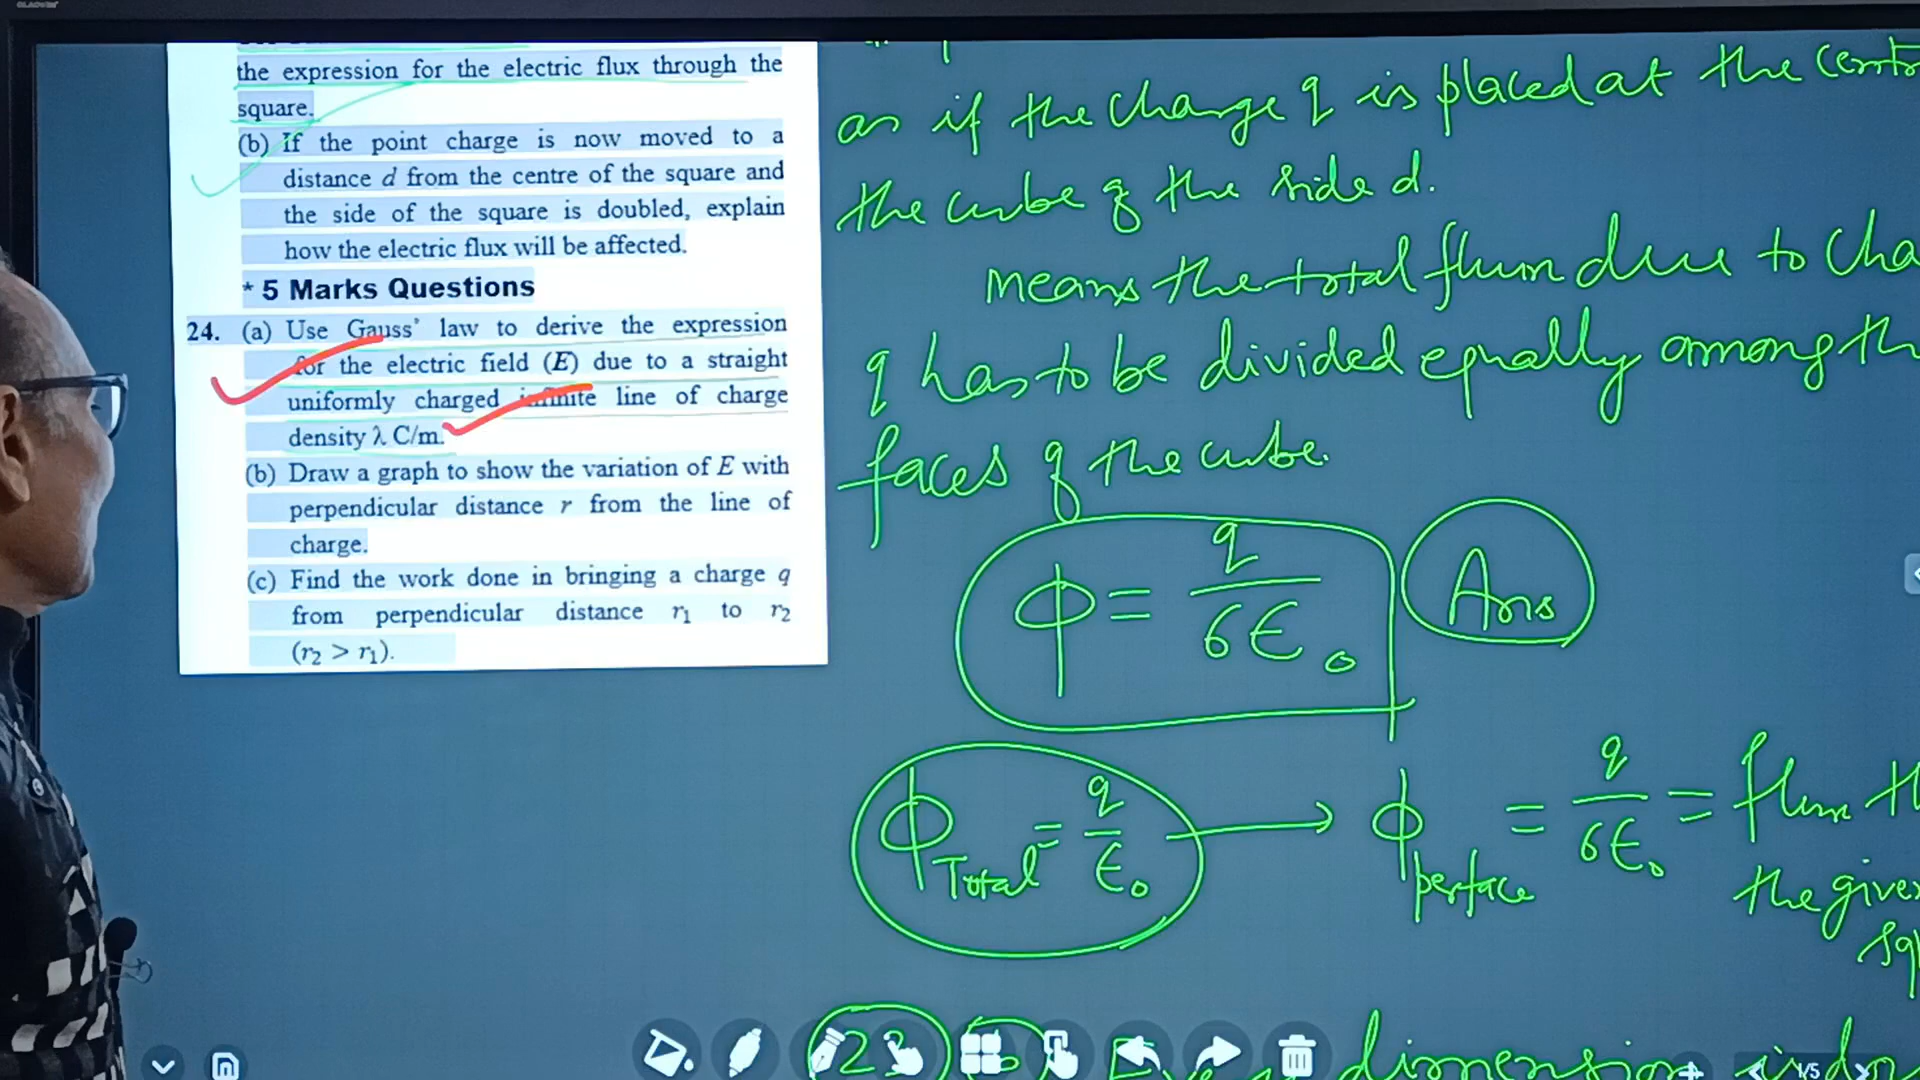 the expression for the electric flux through the
square.
(b) If the point charge is now moved to a
distance d from the centre of the square and
the side of the square is doubled, explain
how the electric flux will be affected.
* 5 Marks Questions
24. (a) Use Gauss' law to derive the expression
for the electric field (E) due to a straight
uniformly charged infinite line of charge
density λ C/m.
(b) Draw a graph to show the variation of E with
perpendicular distance r from the line of
charge.
(c) Find the work done in bringing a charge q
from perpendicular distance r₁ to r₂
(r₂ > r₁).
as if the charge q is placed at the
the cube of the side d.
means the total flux due to
q has to be divided equally among
faces of the cube.
ϕ = q/6ϵ₀ Ans
ϕTotal = q/ϵ₀ → ϕperface = q/6ϵ₀ = flux
the
23 dimension
1/5